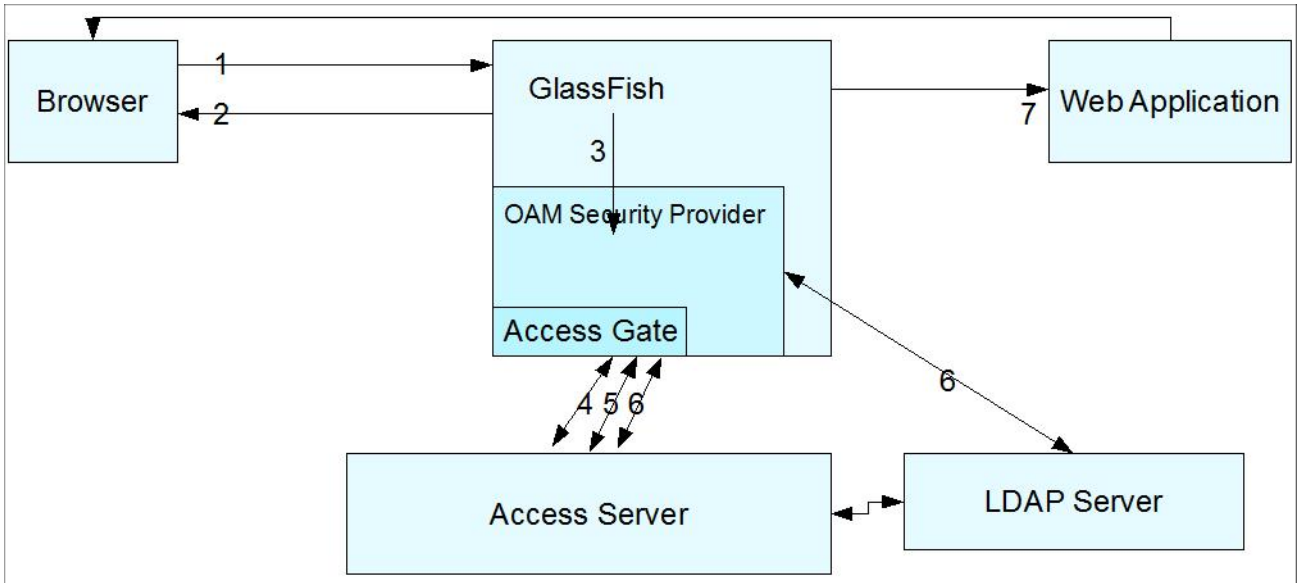 Browser
1
2
GlassFish
3
7
Web Application
OAM Security Provider
Access Gate
4 5 6
6
Access Server
LDAP Server